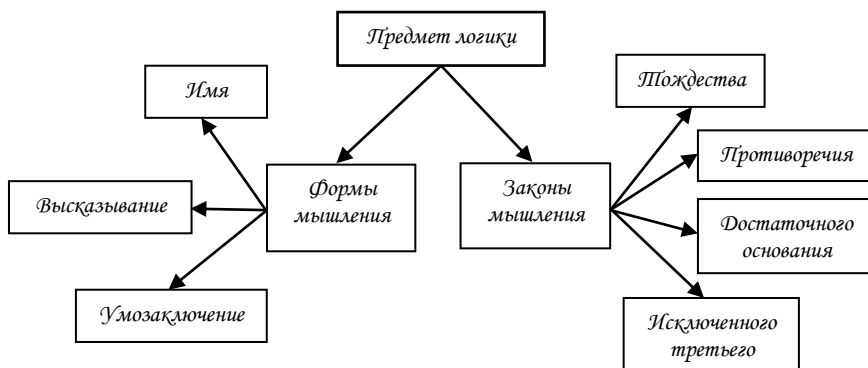 Предмет логики
Имя
Тождества
Противоречия
Формы
мышления
Законы
мышления
Высказывание
Достаточного
основания
Умозаключение
Исключенного
третьего